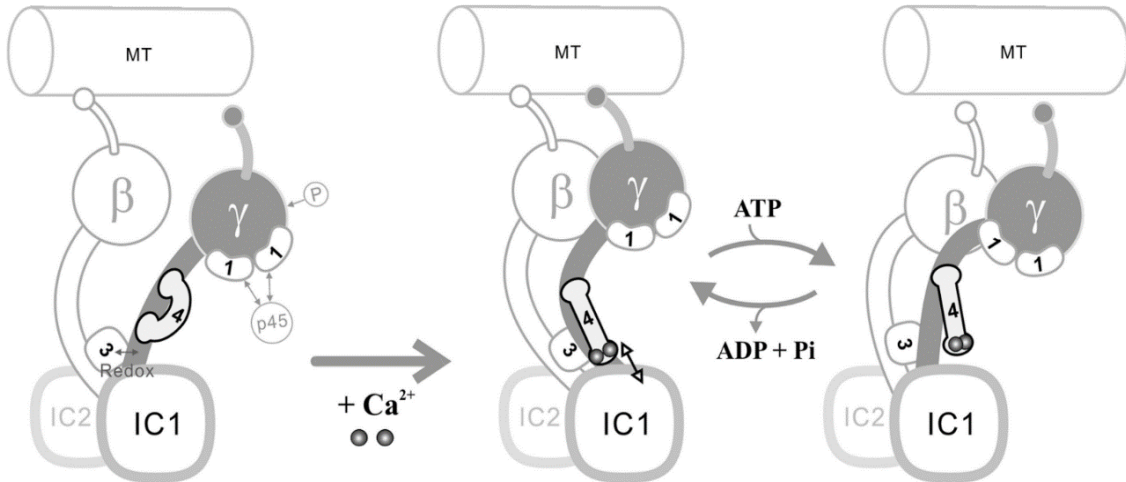 MT
β
γ
P
1
1
4
p45
3
Redox
IC2
IC1
+ Ca²⁺
MT
β
γ
1
1
4
3
IC2
IC1
ATP
ADP + Pi
MT
β
γ
1
1
4
3
IC2
IC1